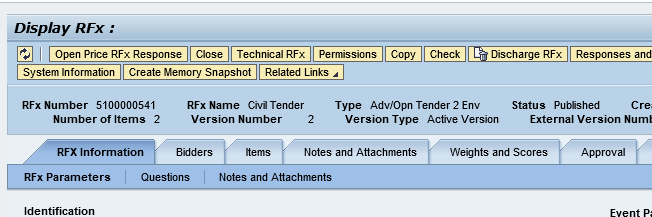 Display RFx :
Open Price RFx Response Close Technical RFx Permissions Copy Check Discharge RFx Responses and
System Information Create Memory Snapshot Related Links
RFx Number 5100000541 RFx Name Civil Tender Type Adv/Opn Tender 2 Env Status Published Crea
Number of Items 2 Version Number 2 Version Type Active Version External Version Numb
RFX Information Bidders Items Notes and Attachments Weights and Scores Approval
RFx Parameters Questions Notes and Attachments
Identification Event Pa